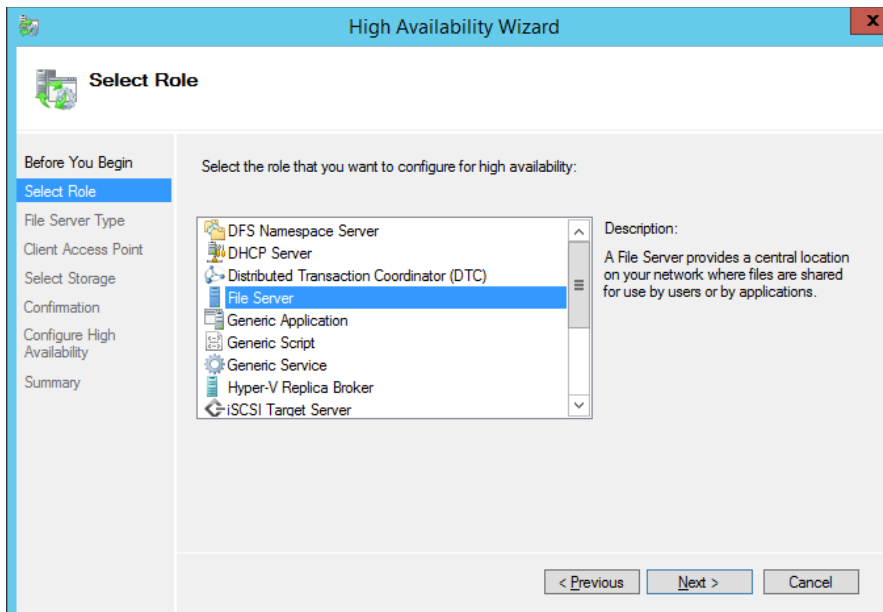 High Availability Wizard
x
Select Role
Before You Begin
Select Role
File Server Type
Client Access Point
Select Storage
Confirmation
Configure High
Availability
Summary
Select the role that you want to configure for high availability:
DFS Namespace Server
DHCP Server
Distributed Transaction Coordinator (DTC)
File Server
Generic Application
Generic Script
Generic Service
Hyper-V Replica Broker
iSCSI Target Server
Description:
A File Server provides a central location
on your network where files are shared
for use by users or by applications.
< Previous
Next >
Cancel